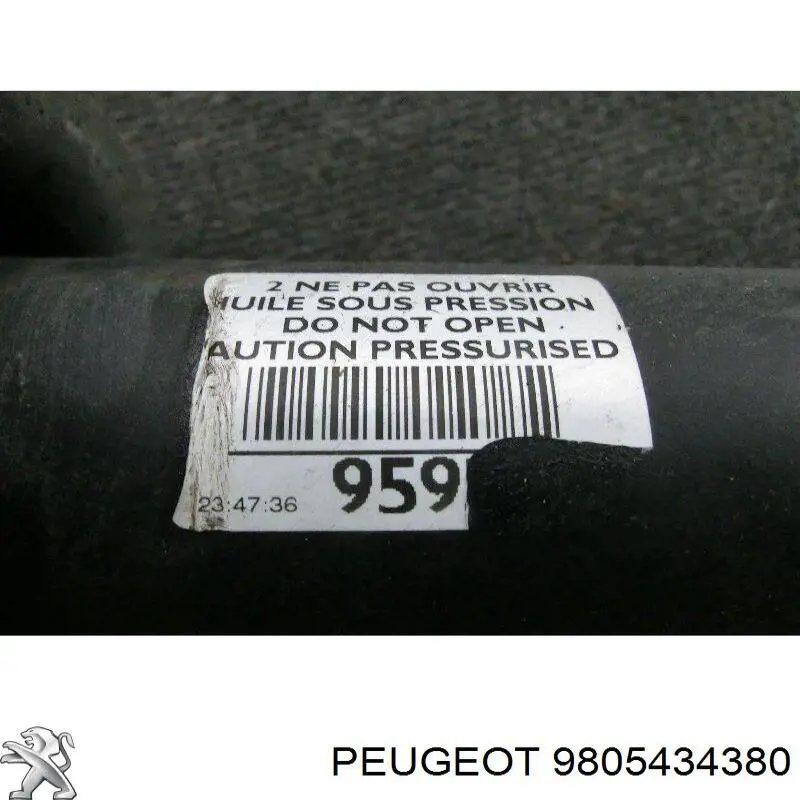 2 NE PAS OUVRIR
HUILE SOUS PRESSION
DO NOT OPEN
AUTION PRESSURISED
23:47:36
959
PEUGEOT 9805434380